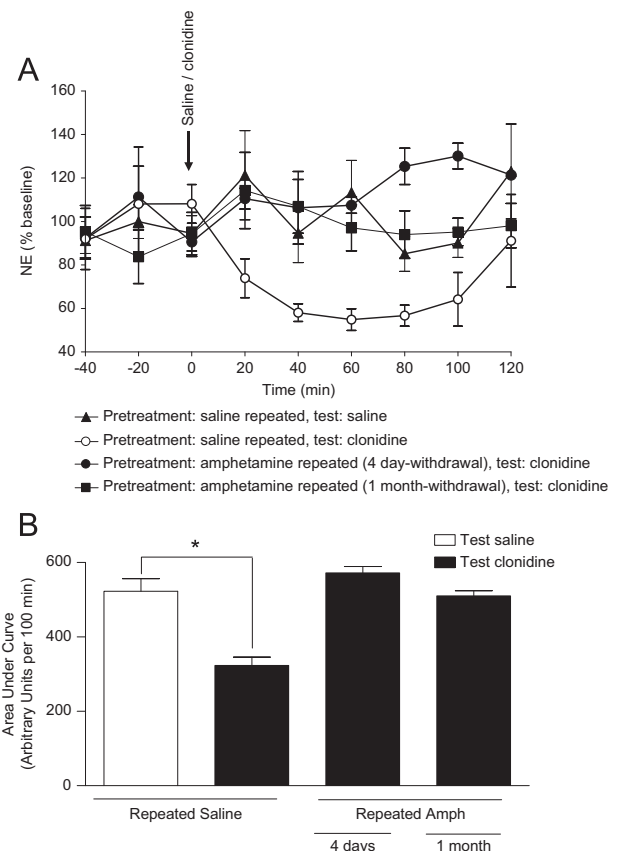 A
Saline / clonidine
NE (% baseline)
160
140
120
100
80
60
40
-40 -20 0 20 40 60 80 100 120
Time (min)
Pretreatment: saline repeated, test: saline
Pretreatment: saline repeated, test: clonidine
Pretreatment: amphetamine repeated (4 day-withdrawal), test: clonidine
Pretreatment: amphetamine repeated (1 month-withdrawal), test: clonidine
B
Test saline
Test clonidine
Area Under Curve
(Arbitrary Units per 100 min)
600
400
200
0
*
Repeated Saline Repeated Amph
4 days 1 month